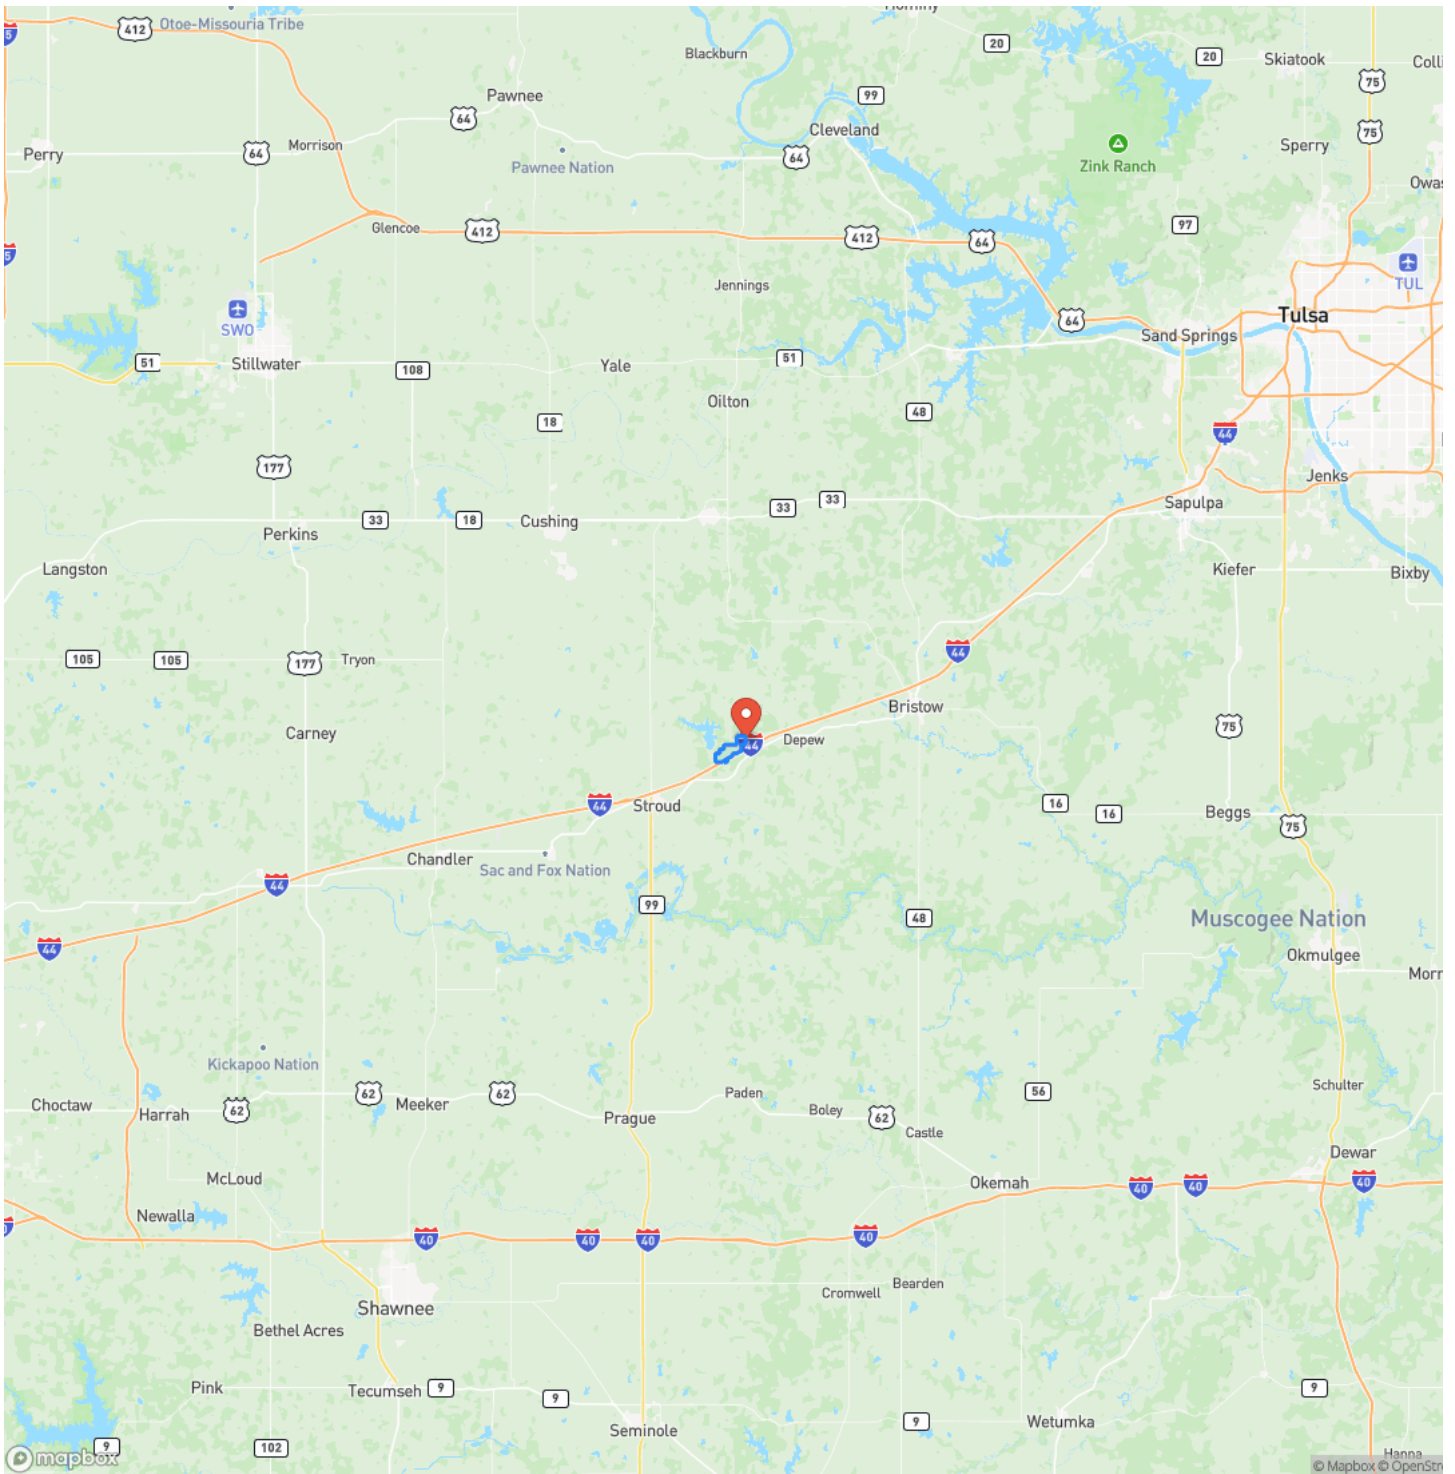 Otoe-Missouria Tribe
Hominy
412
5
Blackburn
20
20
Skiatook
Colli
75
99
Pawnee
64
Cleveland
75
Sperry
Perry
64
Morrison
Pawnee Nation
64
Zink Ranch
Owas
Glencoe
412
412
64
97
5
TUL
Jennings
SWO
Tulsa
64
Sand Springs
51
Stillwater
108
Yale
51
Oilton
48
18
44
177
Jenks
33
33
Sapulpa
33
18
Cushing
Perkins
Langston
Kiefer
Bixby
105
105
177
Tryon
44
Bristow
Carney
44
Depew
75
44
Stroud
16
16
Beggs
75
Chandler
Sac and Fox Nation
44
99
48
Muscogee Nation
44
Okmulgee
Morr
Kickapoo Nation
Choctaw
Harrah
62
62
Meeker
62
Prague
Paden
Boley
62
56
Schulter
Castle
Dewar
McLoud
Okemah
40
40
40
Newalla
40
40
40
40
Bearden
Cromwell
Shawnee
Bethel Acres
Pink
Tecumseh
9
9
9
Seminole
9
Wetumka
9
102
Hanna
mapbox
© Mapbox © OpenStr